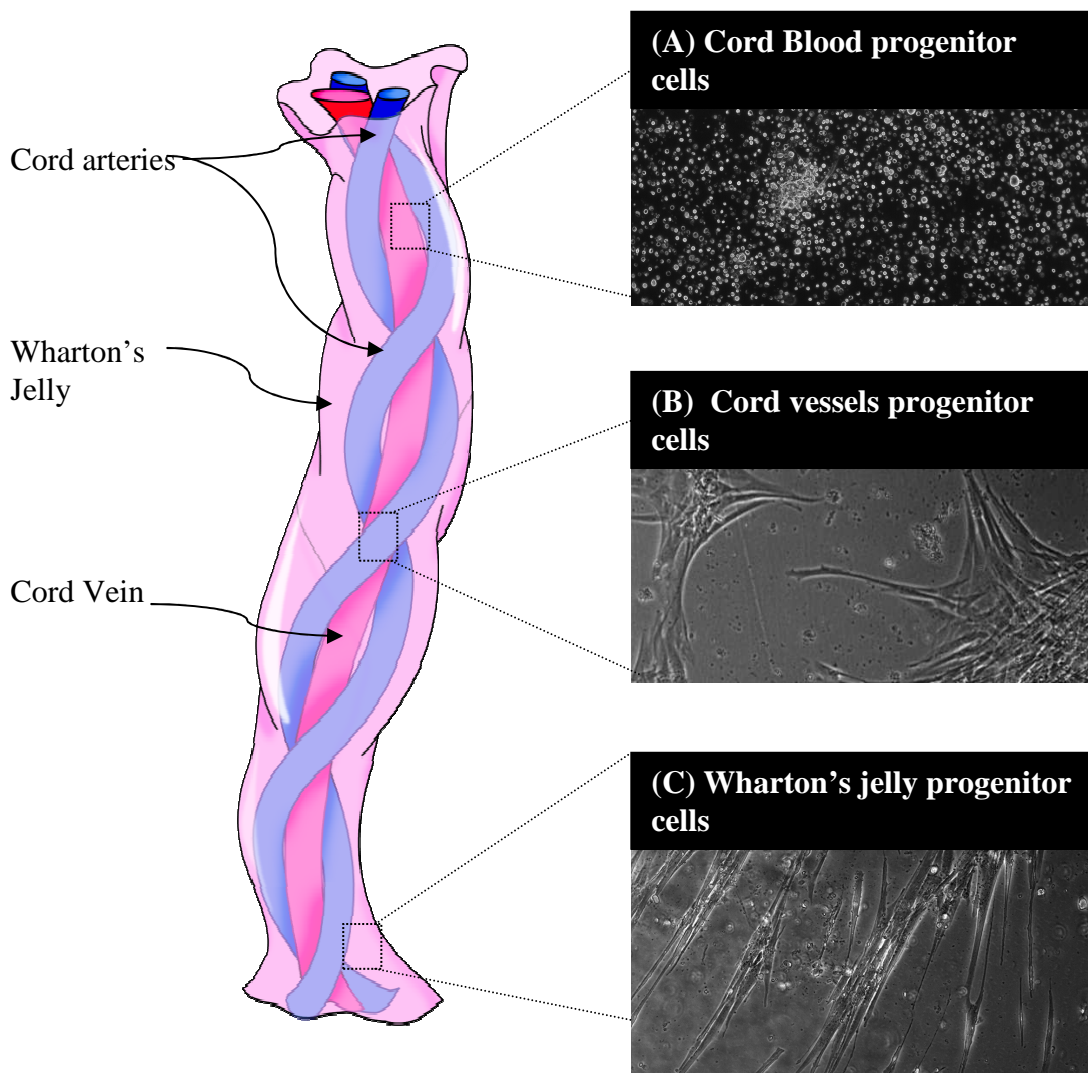 (A) Cord Blood progenitor
cells
Cord arteries
Wharton’s
Jelly
(B)  Cord vessels progenitor
cells
Cord Vein
(C) Wharton’s jelly progenitor
cells